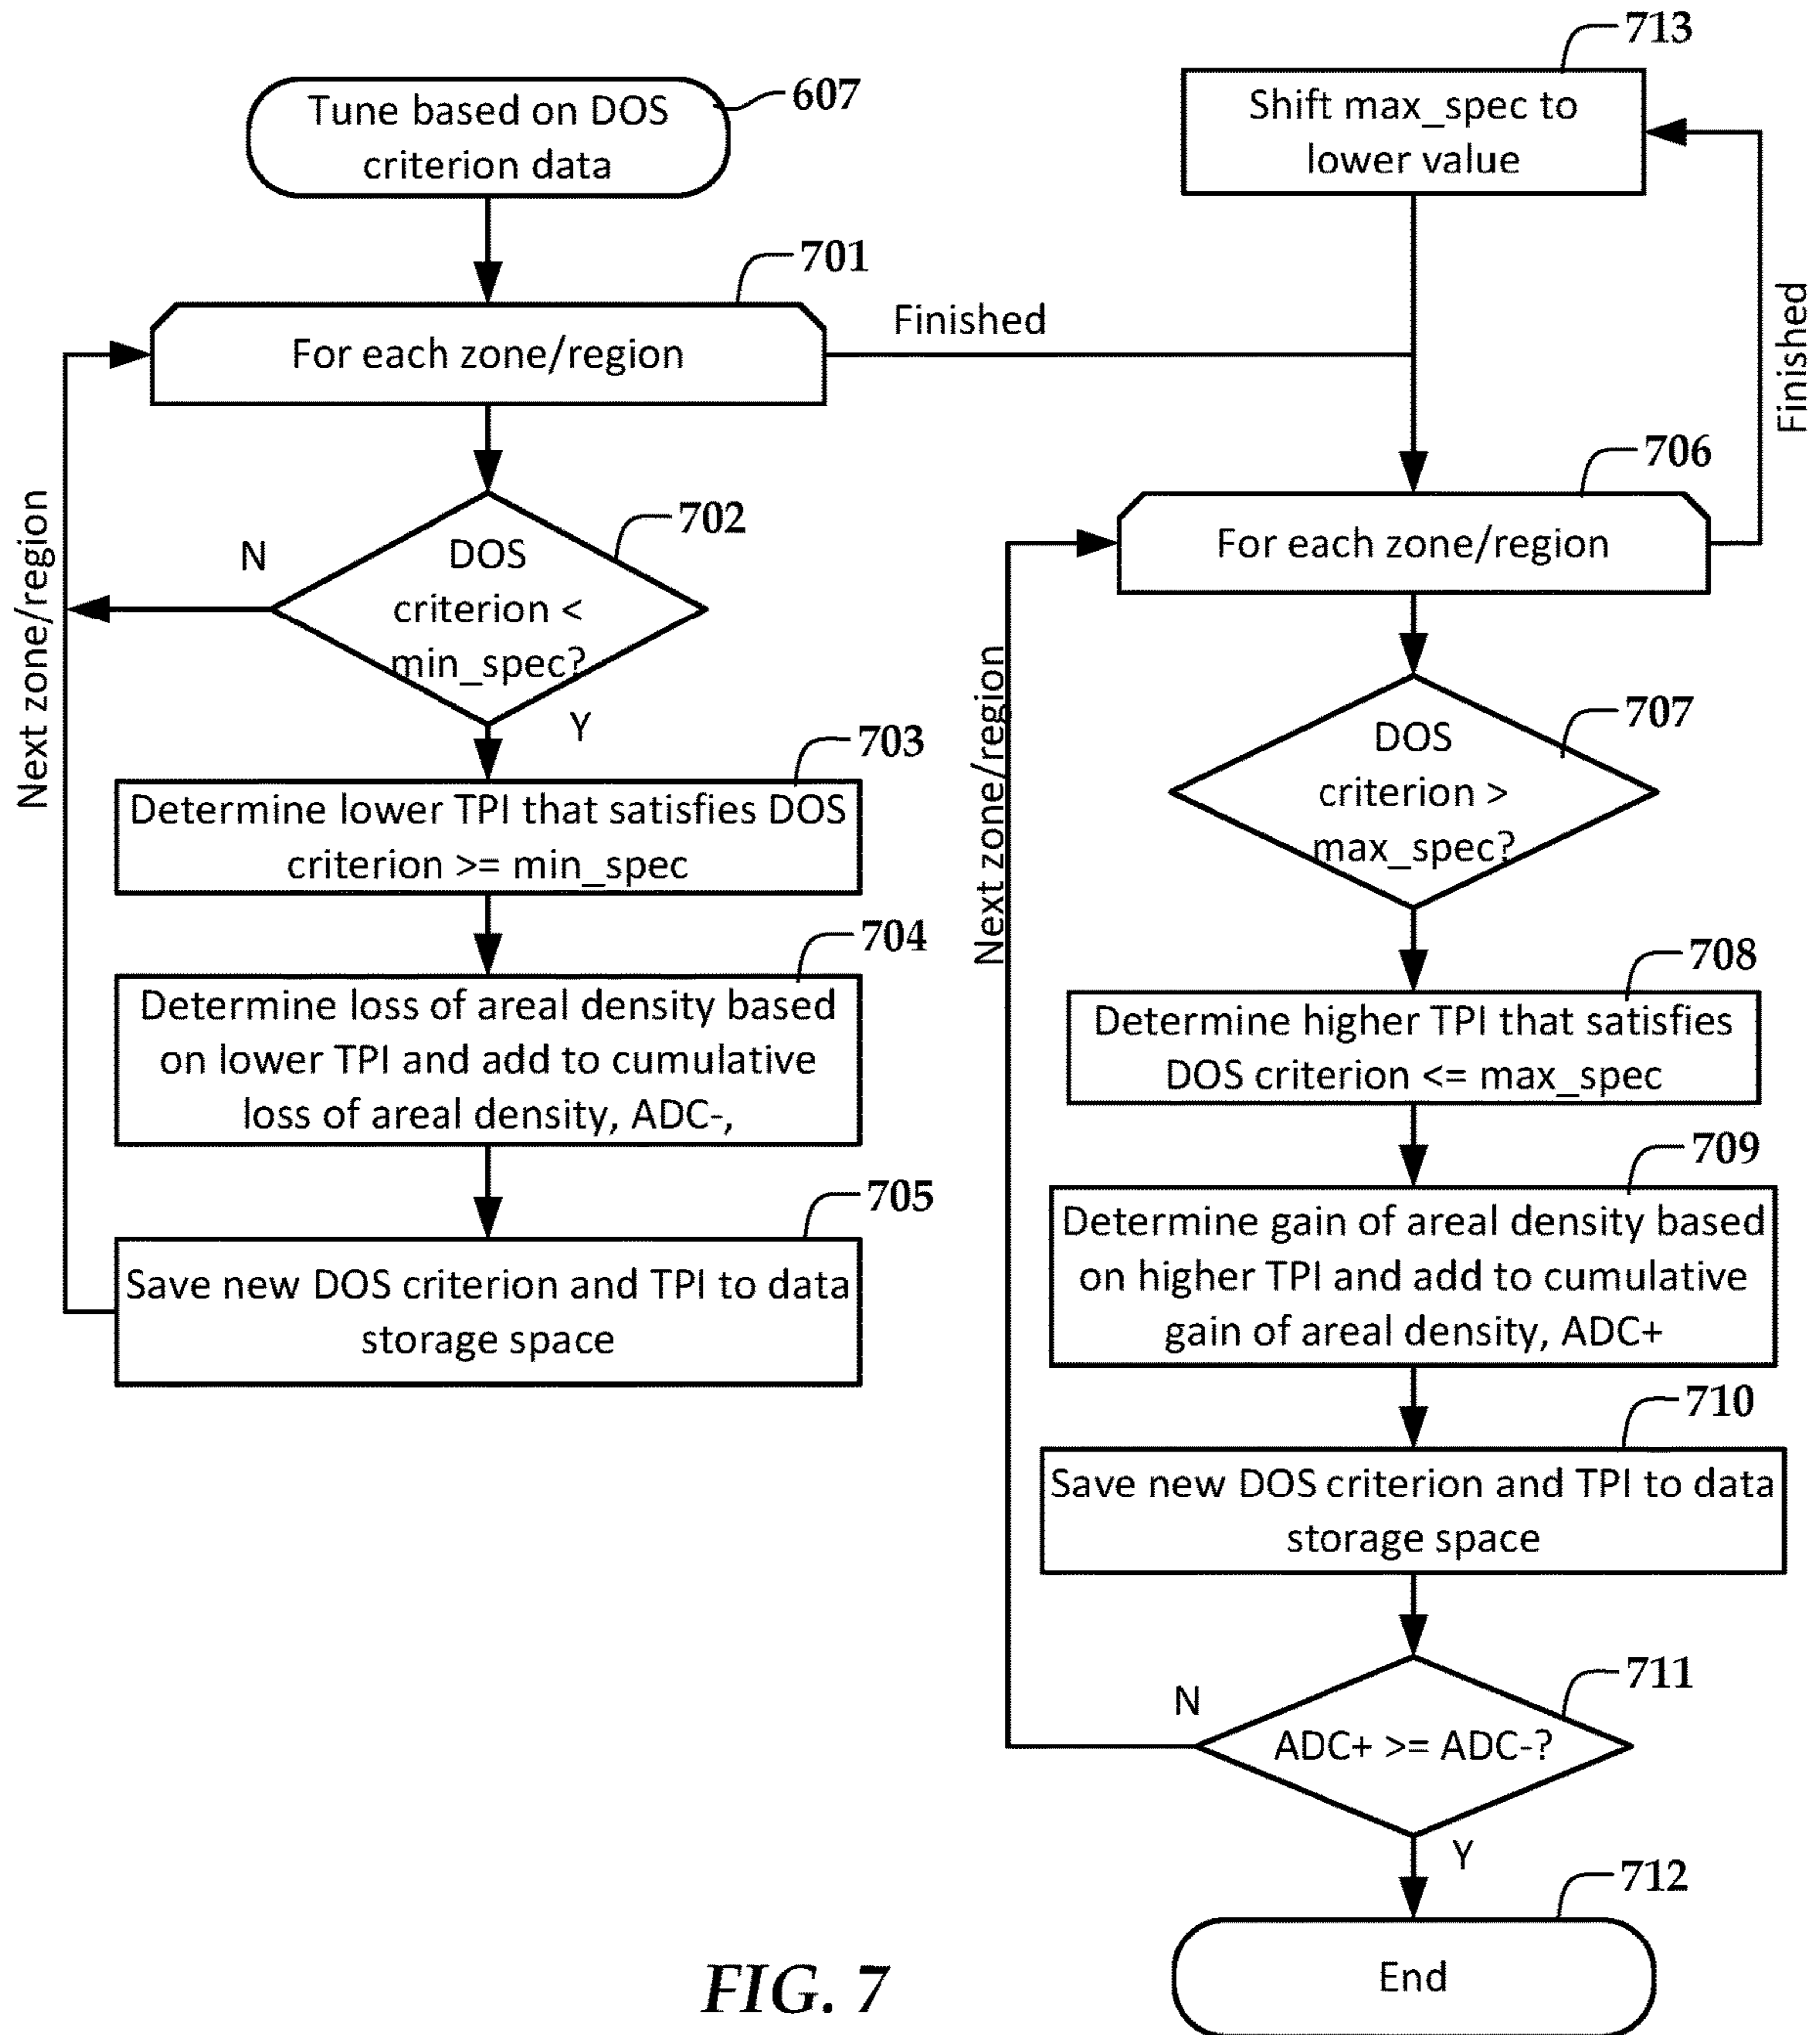 Tune based on DOS
criterion data
607
701
For each zone/region
Finished
Next zone/region
702
DOS
criterion <
min_spec?
N
Y
703
Determine lower TPI that satisfies DOS
criterion >= min_spec
704
Determine loss of areal density based
on lower TPI and add to cumulative
loss of areal density, ADC-,
705
Save new DOS criterion and TPI to data
storage space
713
Shift max_spec to
lower value
Finished
706
For each zone/region
Next zone/region
707
DOS
criterion >
max_spec?
708
Determine higher TPI that satisfies
DOS criterion <= max_spec
709
Determine gain of areal density based
on higher TPI and add to cumulative
gain of areal density, ADC+
710
Save new DOS criterion and TPI to data
storage space
711
N
ADC+ >= ADC-?
Y
712
End
FIG. 7